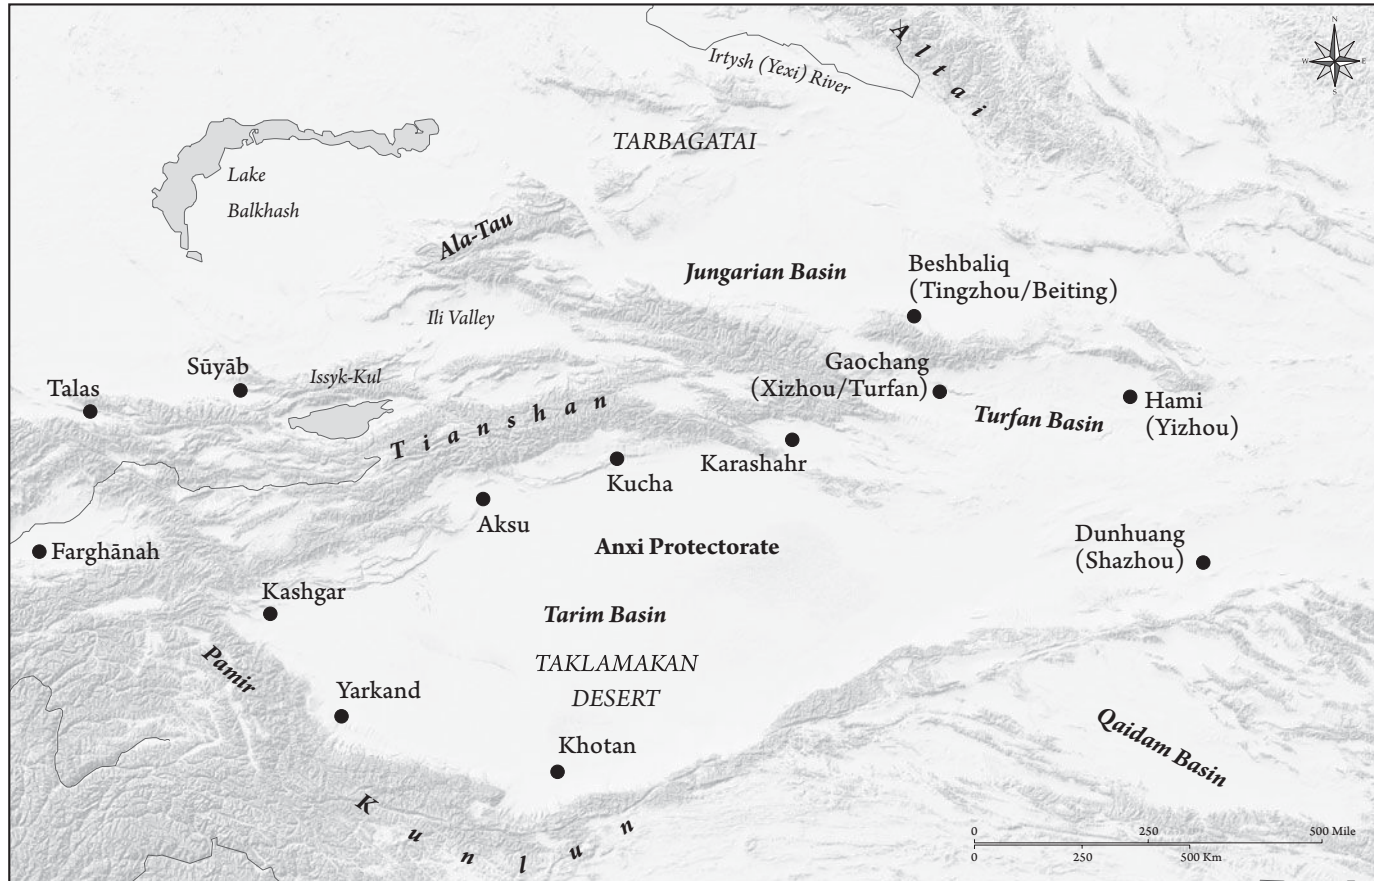 N
W E
S
Altai
Irtysh (Yexi) River
TARBAGATAI
Lake
Balkhash
Ala-Tau
Jungarian Basin
Beshbaliq
(Tingzhou/Beiting)
Ili Valley
Gaochang
(Xizhou/Turfan)
Sūyāb
Issyk-Kul
Talas
Tianshan
Turfan Basin
Hami
(Yizhou)
Karashahr
Kucha
Aksu
Anxi Protectorate
Dunhuang
(Shazhou)
Farghānah
Kashgar
Tarim Basin
Pamir
TAKLAMAKAN
DESERT
Yarkand
Khotan
Qaidam Basin
Kunlun
0 250 500 Mile
0 250 500 Km